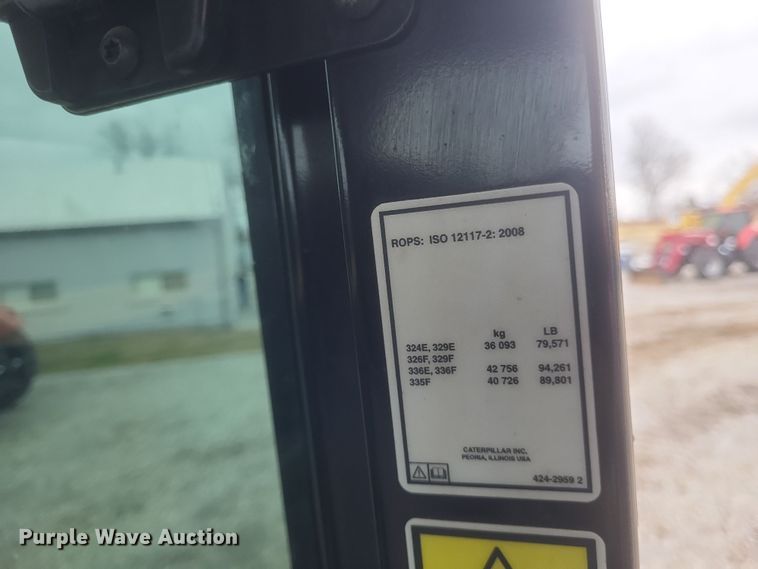 ROPS: ISO 12117-2: 2008
kg LB
324E, 329E 36 093 79,571
326F, 329F
336E, 336F 42 756 94,261
335F 40 726 89,801
CATERPILLAR INC.
PEORIA, ILLINOIS USA
424-2959 2
Purple Wave Auction®